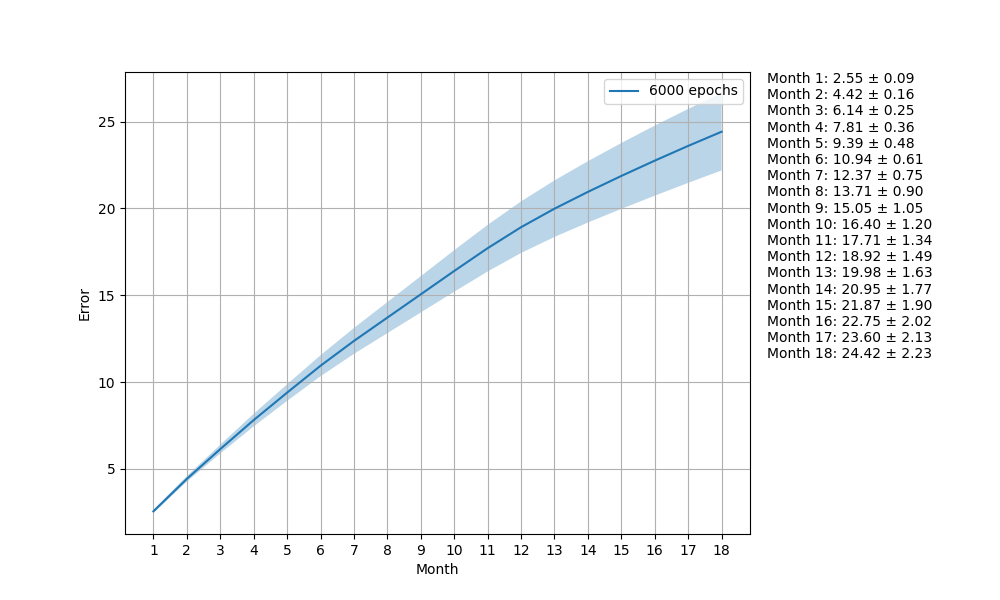 6000 epochs
25
20
15
10
5
Error
1 2 3 4 5 6 7 8 9 10 11 12 13 14 15 16 17 18
Month
Month 1: 2.55 ± 0.09
Month 2: 4.42 ± 0.16
Month 3: 6.14 ± 0.25
Month 4: 7.81 ± 0.36
Month 5: 9.39 ± 0.48
Month 6: 10.94 ± 0.61
Month 7: 12.37 ± 0.75
Month 8: 13.71 ± 0.90
Month 9: 15.05 ± 1.05
Month 10: 16.40 ± 1.20
Month 11: 17.71 ± 1.34
Month 12: 18.92 ± 1.49
Month 13: 19.98 ± 1.63
Month 14: 20.95 ± 1.77
Month 15: 21.87 ± 1.90
Month 16: 22.75 ± 2.02
Month 17: 23.60 ± 2.13
Month 18: 24.42 ± 2.23